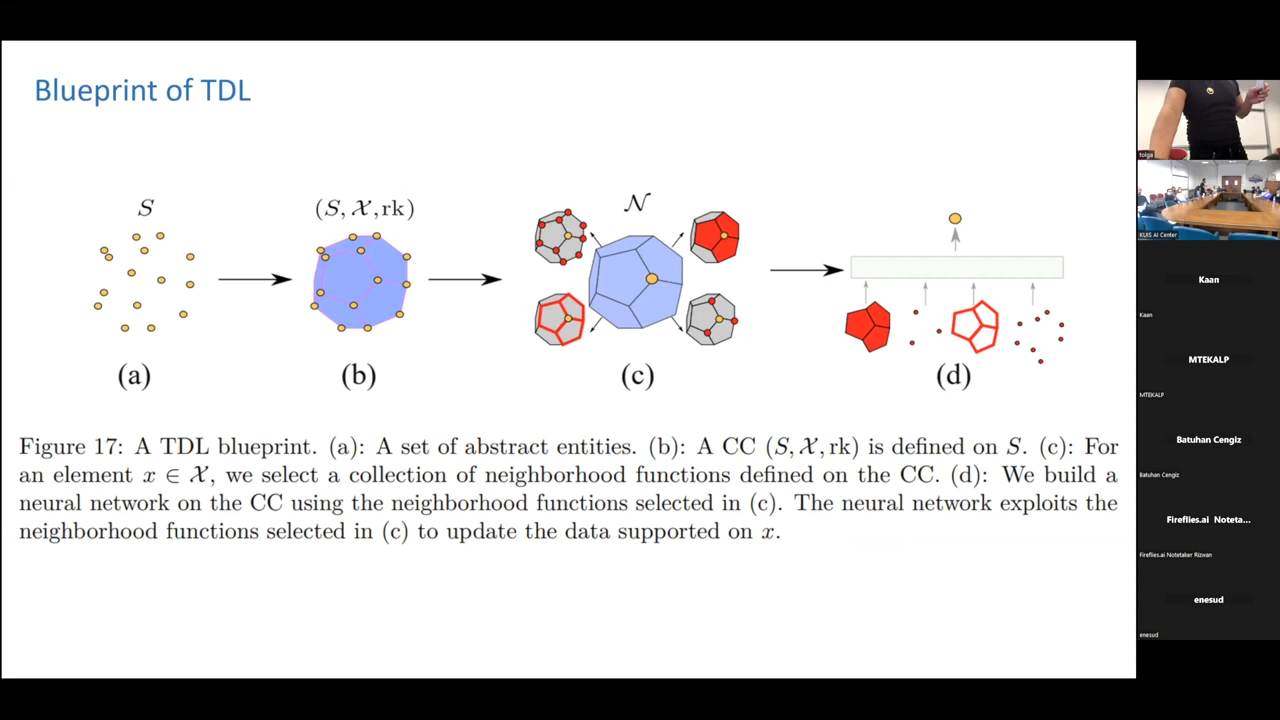 Blueprint of TDL
S
(S, 𝒳, rk)
𝒩
(a)
(b)
(c)
(d)
Figure 17: A TDL blueprint. (a): A set of abstract entities. (b): A CC (S, 𝒳, rk) is defined on S. (c): For
an element x ∈ 𝒳, we select a collection of neighborhood functions defined on the CC. (d): We build a
neural network on the CC using the neighborhood functions selected in (c). The neural network exploits the
neighborhood functions selected in (c) to update the data supported on x.
tolga
KUIS AI Center
Kaan
Kaan
MTEKALP
MTEKALP
Batuhan Cengiz
Batuhan Cengiz
Fireflies.ai Noteta...
Fireflies.ai Notetaker Rizwan
enesud
enesud